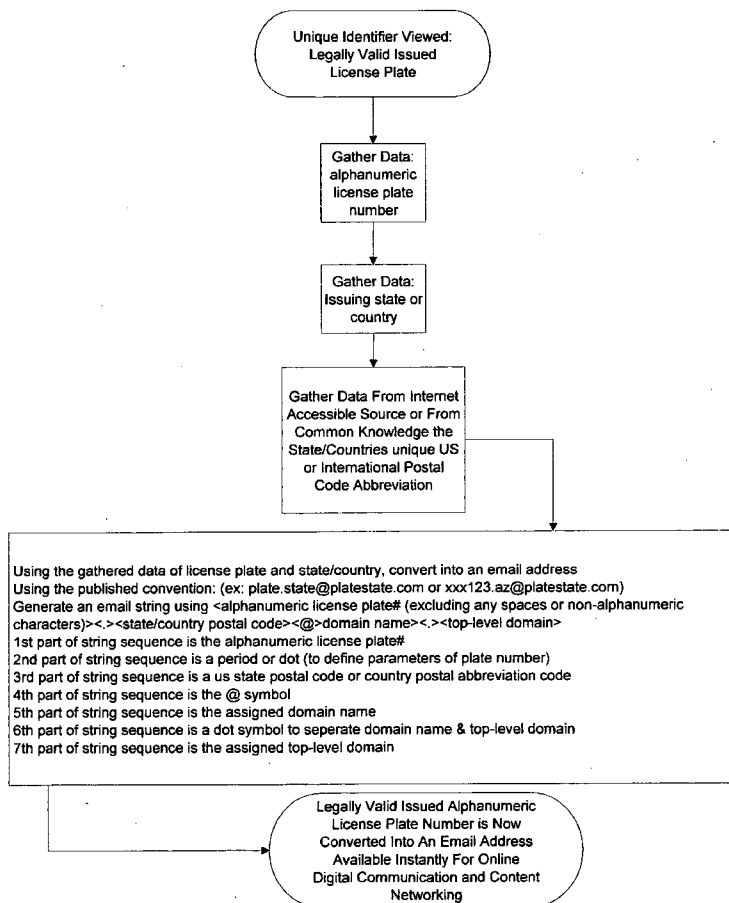 Unique Identifier Viewed:
Legally Valid Issued
License Plate
Gather Data:
alphanumeric
license plate
number
Gather Data:
Issuing state or
country
Gather Data From Internet
Accessible Source or From
Common Knowledge the
State/Countries unique US
or International Postal
Code Abbreviation
Using the gathered data of license plate and state/country, convert into an email address
Using the published convention: (ex: plate.state@platestate.com or xxx123.az@platestate.com)
Generate an email string using <alphanumeric license plate# (excluding any spaces or non-alphanumeric
characters)><.><state/country postal code><@>domain name><.><top-level domain>
1st part of string sequence is the alphanumeric license plate#
2nd part of string sequence is a period or dot (to define parameters of plate number)
3rd part of string sequence is a us state postal code or country postal abbreviation code
4th part of string sequence is the @ symbol
5th part of string sequence is the assigned domain name
6th part of string sequence is a dot symbol to seperate domain name & top-level domain
7th part of string sequence is the assigned top-level domain
Legally Valid Issued Alphanumeric
License Plate Number is Now
Converted Into An Email Address
Available Instantly For Online
Digital Communication and Content
Networking